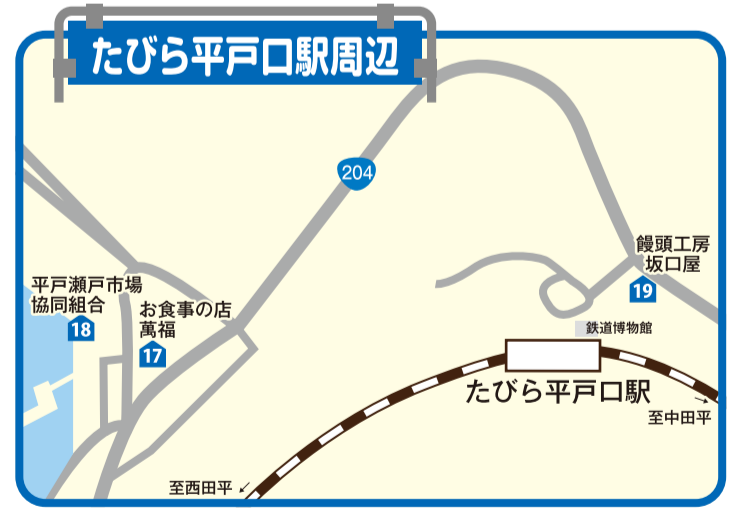 たびら平戸口駅周辺
204
饅頭工房
坂口屋
19
平戸瀬戸市場
協同組合
18
お食事の店
萬福
17
鉄道博物館
たびら平戸口駅
至中田平
→
至西田平
↙